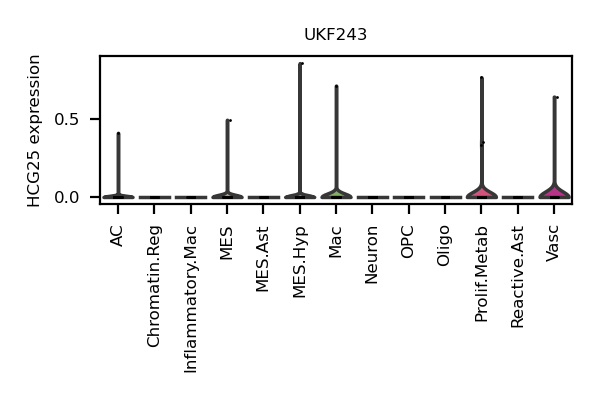 UKF243
HCG25 expression
0.5
0.0
AC
Chromatin.Reg
Inflammatory.Mac
MES
MES.Ast
MES.Hyp
Mac
Neuron
OPC
Oligo
Prolif.Metab
Reactive.Ast
Vasc